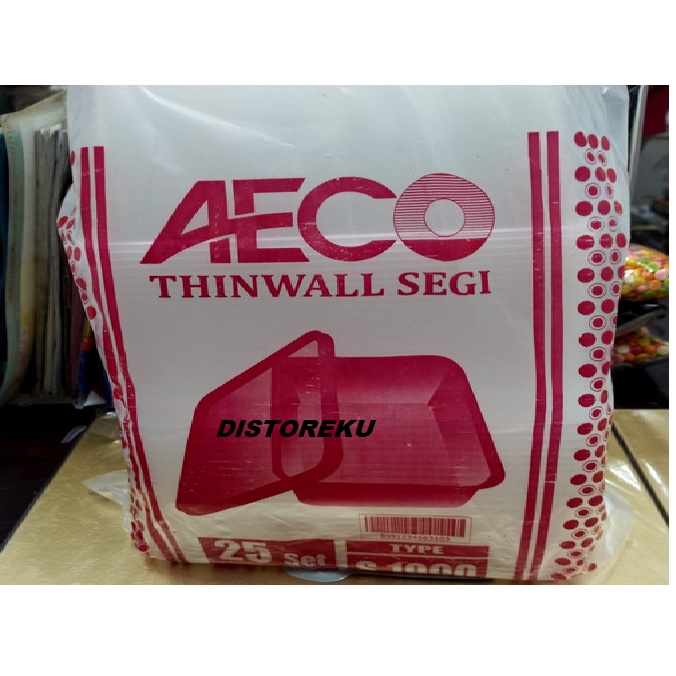 AECO
THINWALL SEGI
DISTOREKU
25 Set
TYPE